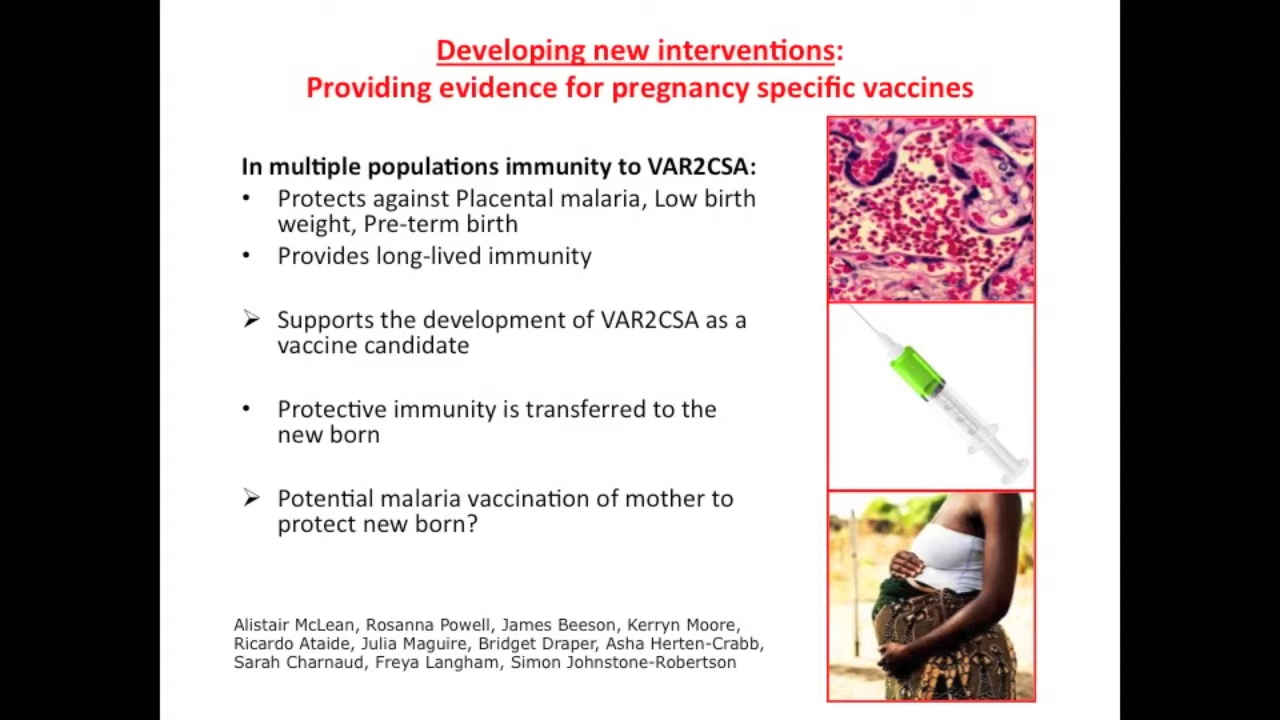 Developing new interventions:
Providing evidence for pregnancy specific vaccines
In multiple populations immunity to VAR2CSA:
• Protects against Placental malaria, Low birth
weight, Pre-term birth
• Provides long-lived immunity
➢ Supports the development of VAR2CSA as a
vaccine candidate
• Protective immunity is transferred to the
new born
➢ Potential malaria vaccination of mother to
protect new born?
Alistair McLean, Rosanna Powell, James Beeson, Kerryn Moore,
Ricardo Ataide, Julia Maguire, Bridget Draper, Asha Herten-Crabb,
Sarah Charnaud, Freya Langham, Simon Johnstone-Robertson